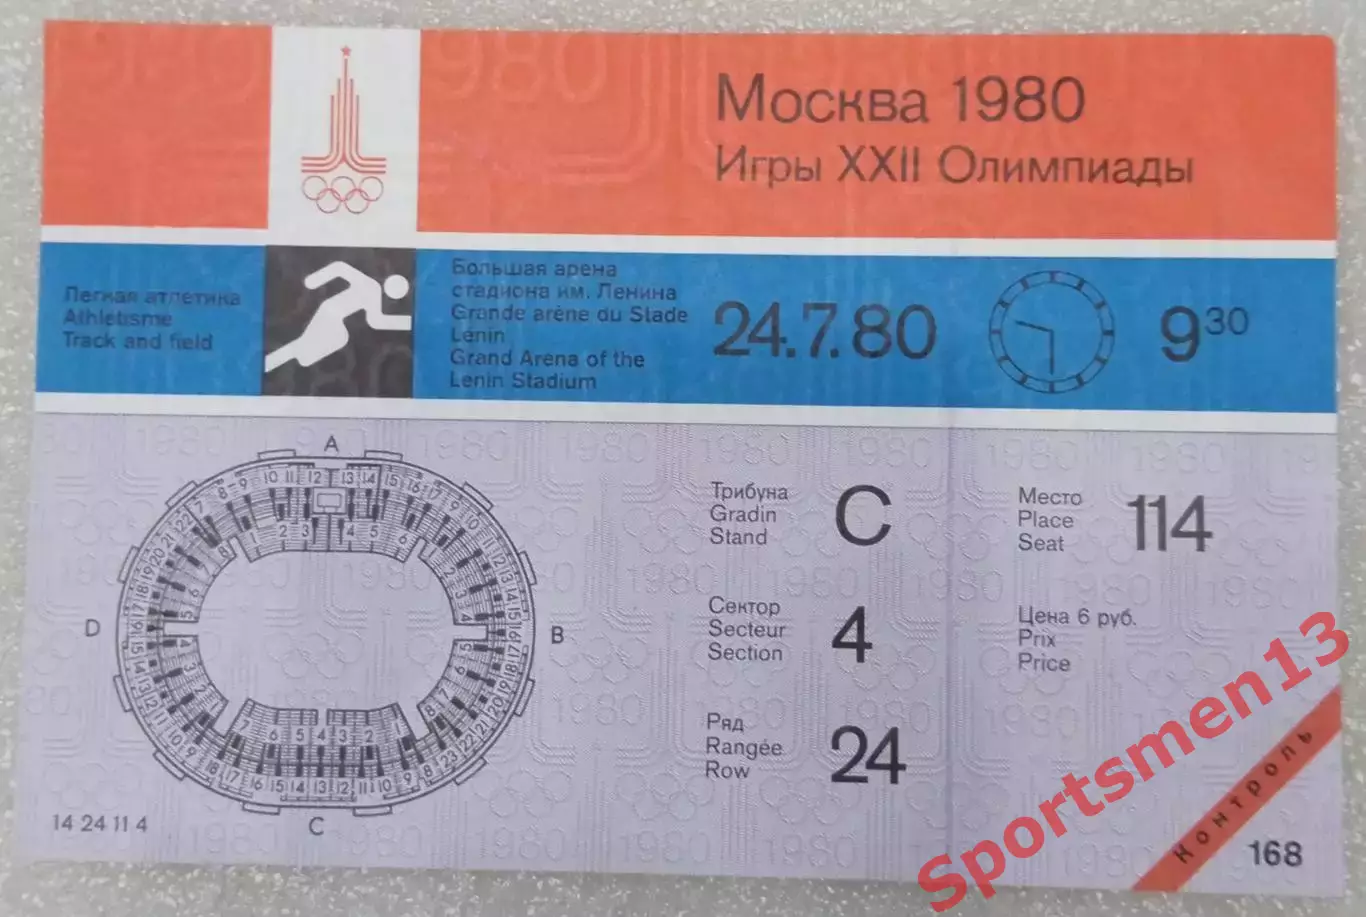 Москва 1980
Игры XXII Олимпиады
Легкая атлетика
Athlétisme
Track and field
Большая арена
стадиона им. Ленина
Grande arène du Stade
Lenin
Grand Arena of the
Lenin Stadium
24.7.80
9³⁰
A
B
C
D
14 24 11 4
Трибуна
Gradin
Stand
C
Сектор
Secteur
Section
4
Ряд
Rangée
Row
24
Место
Place
Seat
114
Цена 6 руб.
Prix
Price
Контроль
168
Sportsmen13